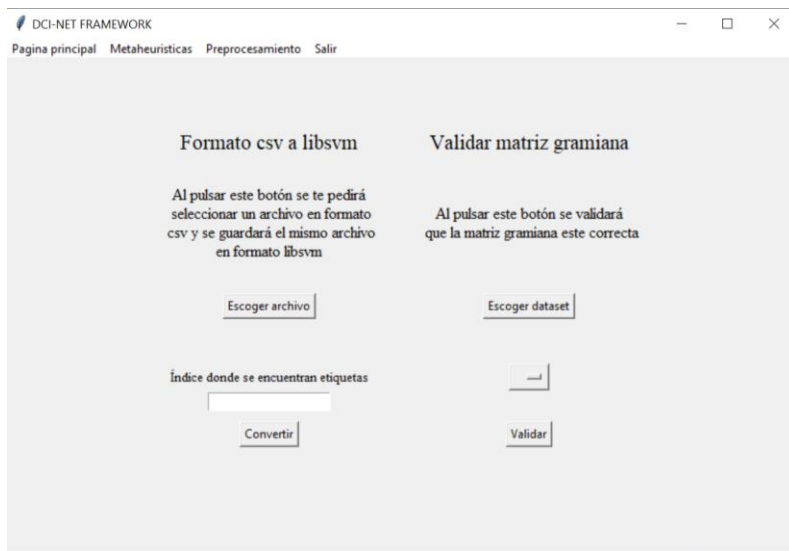 DCI-NET FRAMEWORK
Pagina principal Metaheuristicas Preprocesamiento Salir
Formato csv a libsvm
Al pulsar este botón se te pedirá
seleccionar un archivo en formato
csv y se guardará el mismo archivo
en formato libsvm
Escoger archivo
Índice donde se encuentran etiquetas
Convertir
Validar matriz gramiana
Al pulsar este botón se validará
que la matriz gramiana este correcta
Escoger dataset
Validar